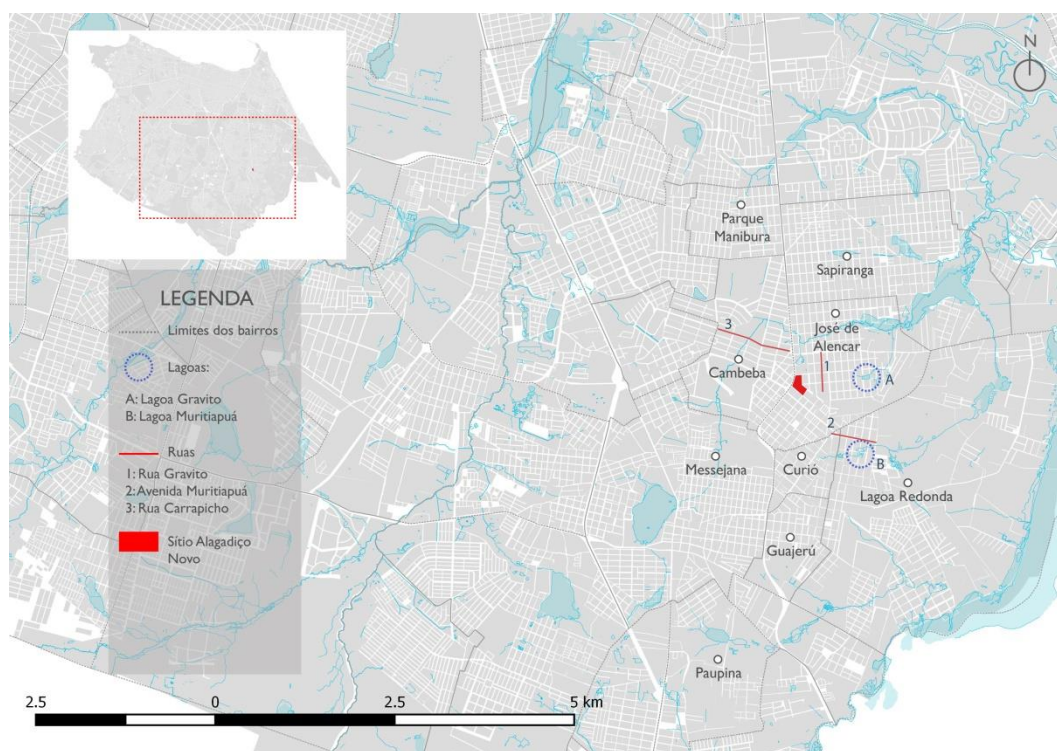 N
Parque
Manibura
Sapiranga
LEGENDA
Limites dos bairros
Lagoas:
A: Lagoa Gravito
B: Lagoa Muritiapuá
Ruas
1: Rua Gravito
2: Avenida Muritiapuá
3: Rua Carrapicho
Sítio Alagadiço
Novo
José de
Alencar
3
Cambeba
1
A
2
Messejana
Curió
B
Lagoa Redonda
Guajerú
Paupina
2.5 0 2.5 5 km